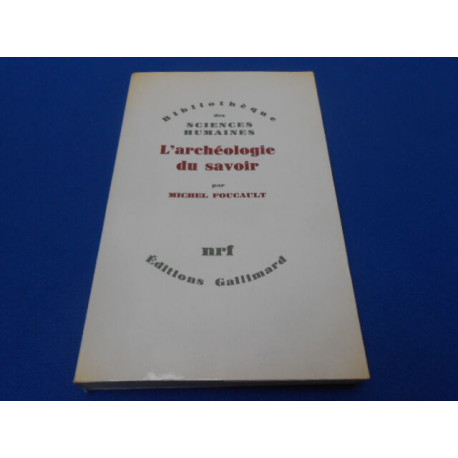 Bibliothèque
des
SCIENCES
HUMAINES
L'archéologie
du savoir
par
MICHEL FOUCAULT
nrf
Éditions Gallimard